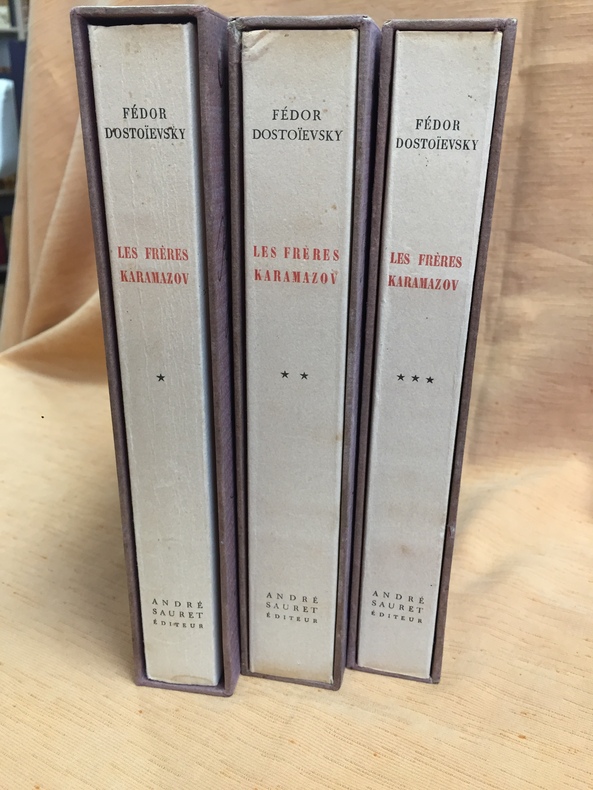 FÉDOR
DOSTOÏEVSKY
LES FRÈRES
KARAMAZOV
★
ANDRÉ
SAURET
ÉDITEUR
FÉDOR
DOSTOÏEVSKY
LES FRÈRES
KARAMAZOV
★ ★
ANDRÉ
SAURET
ÉDITEUR
FÉDOR
DOSTOÏEVSKY
LES FRÈRES
KARAMAZOV
★ ★ ★
ANDRÉ
SAURET
ÉDITEUR